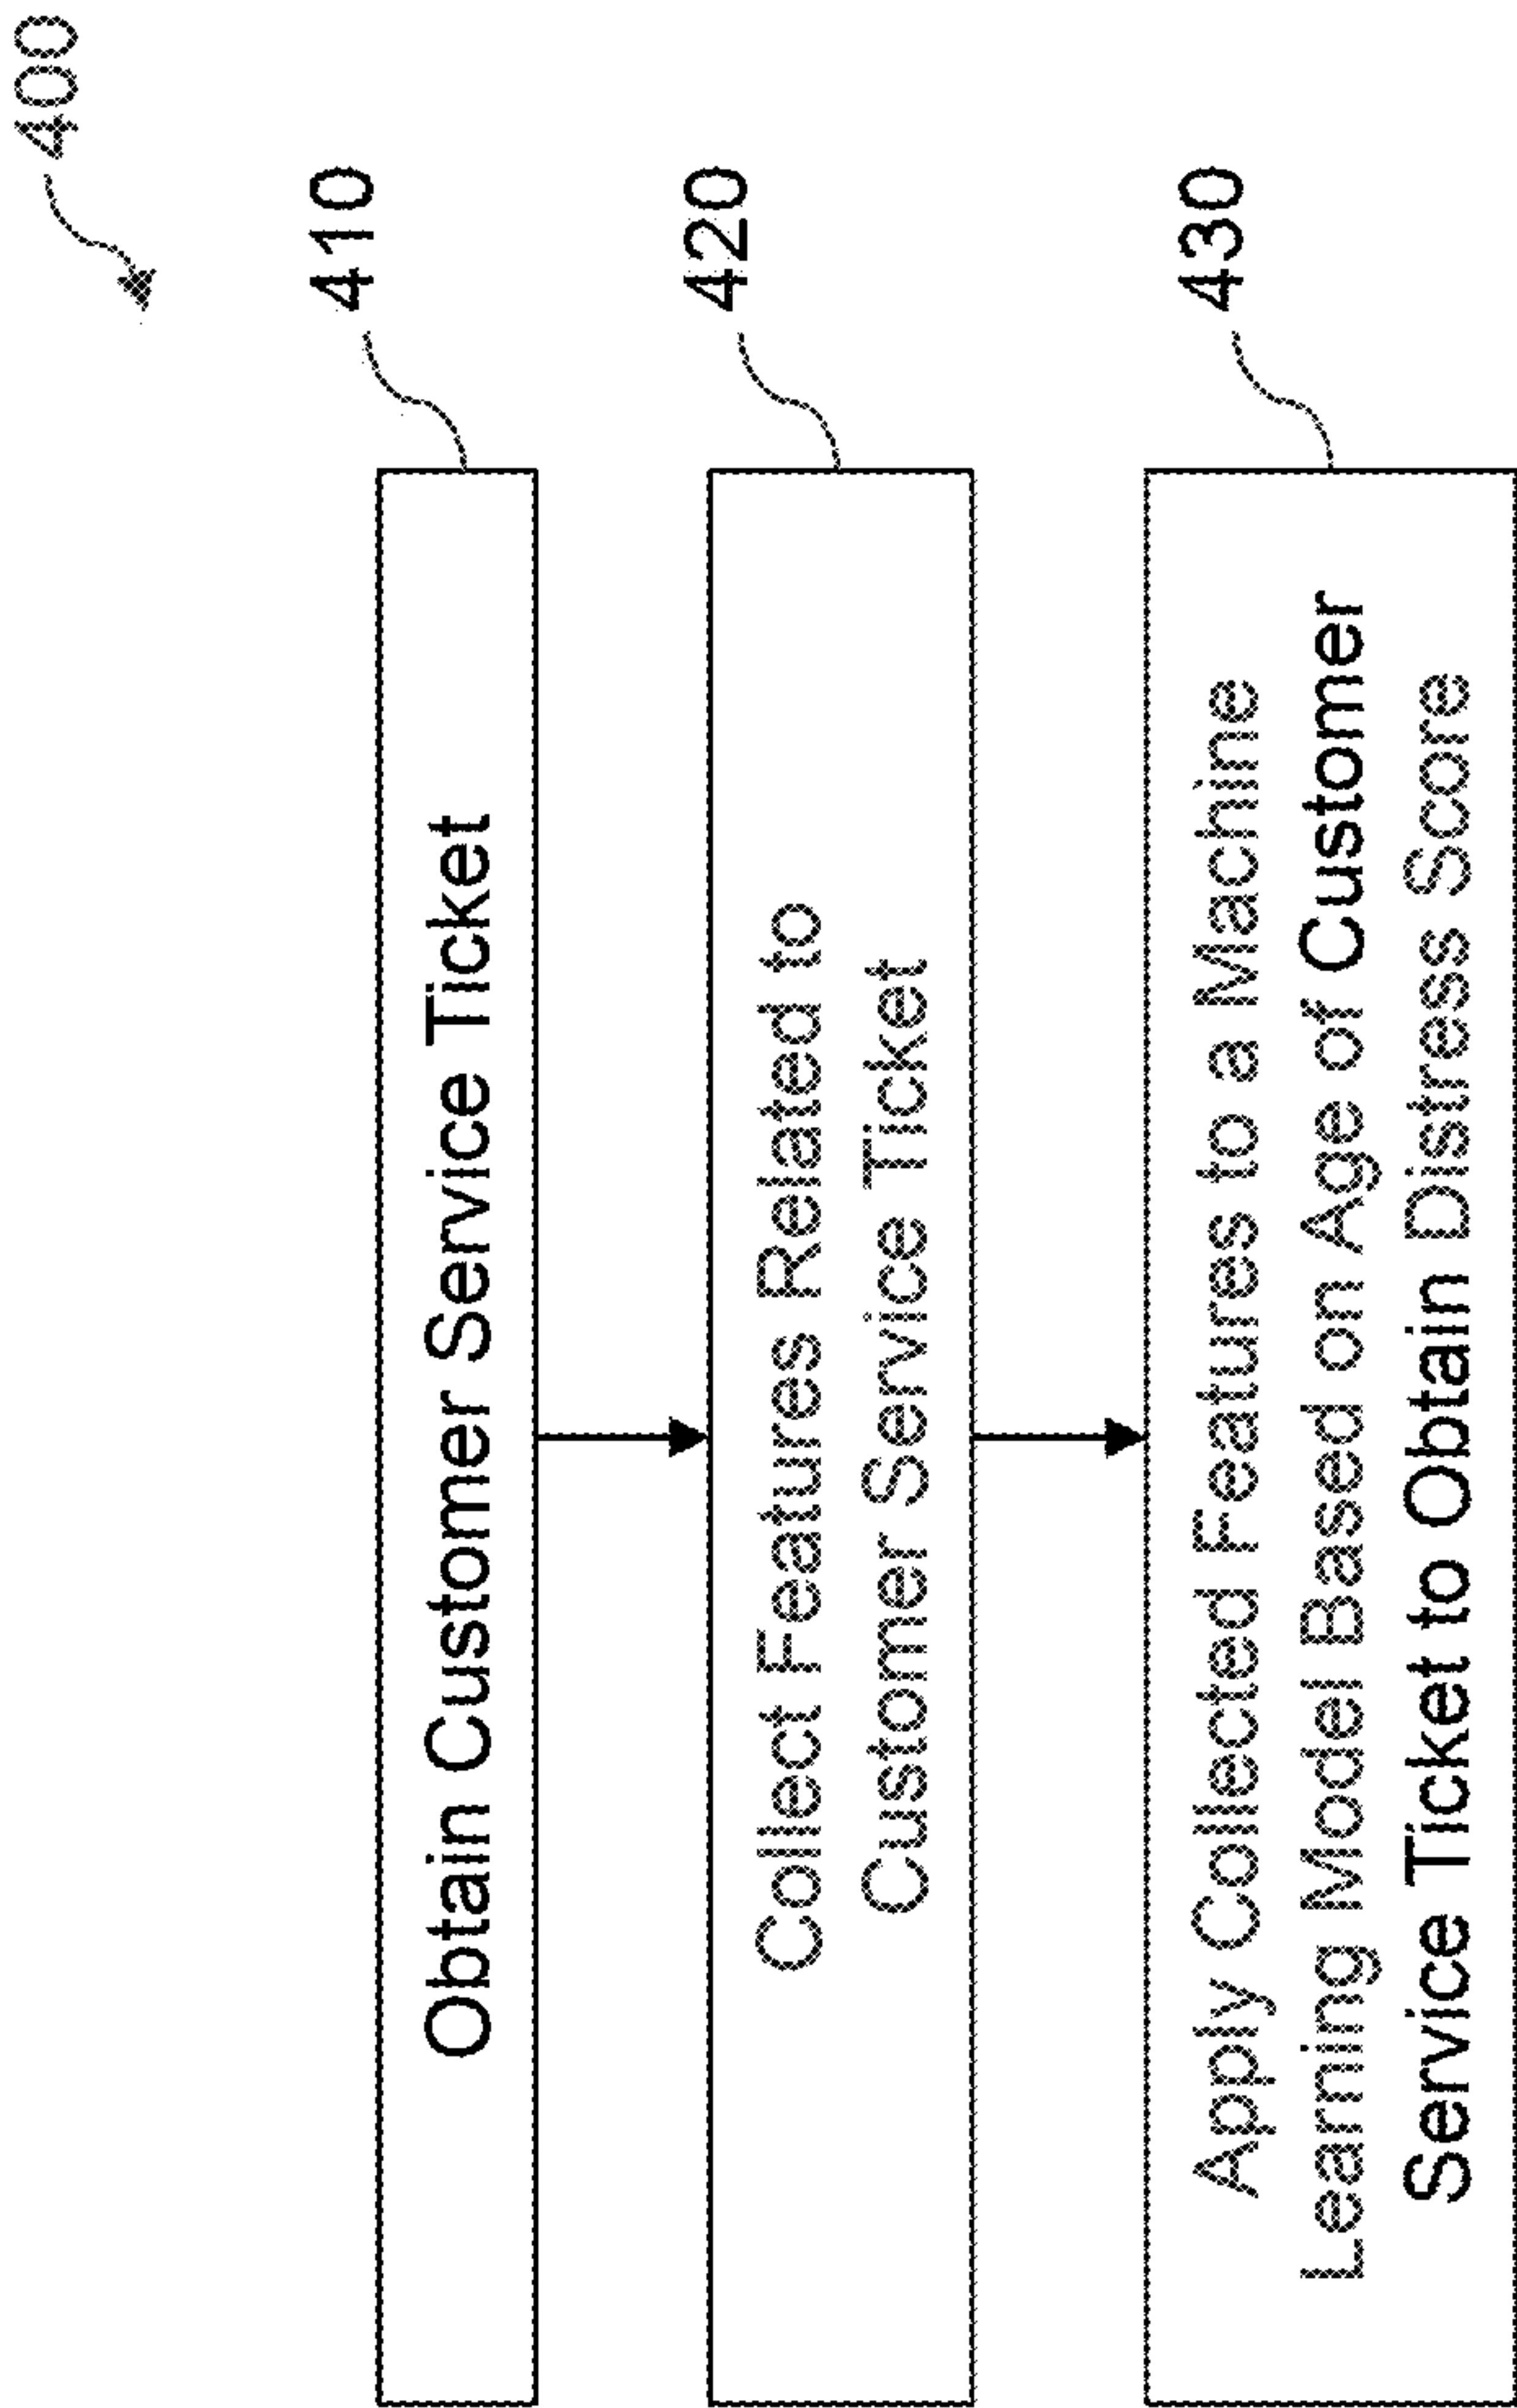 400
410
Obtain Customer Service Ticket
420
Collect Features Related to
Customer Service Ticket
430
Apply Collected Features to a Machine
Learning Model Based on Age of Customer
Service Ticket to Obtain Distress Score